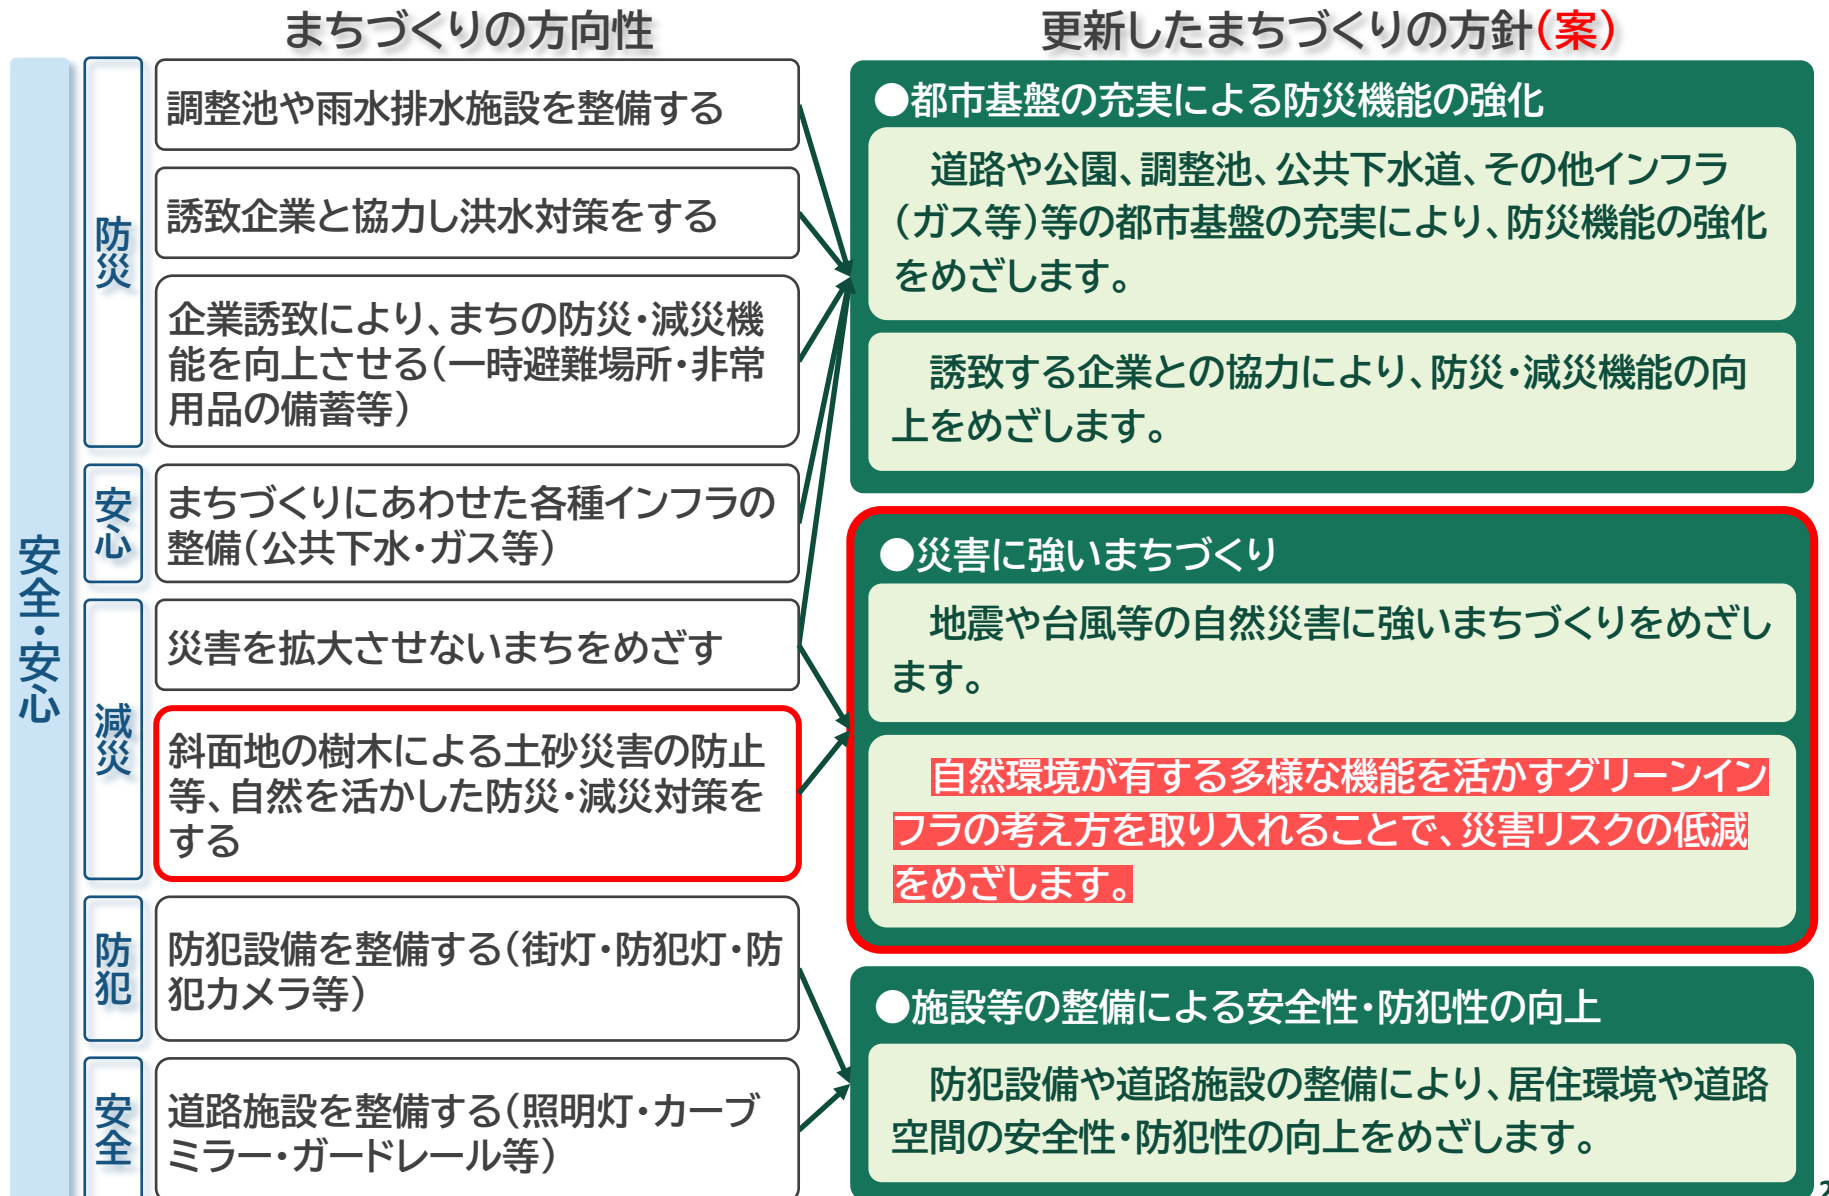 まちづくりの方向性
更新したまちづくりの方針(案)
安全・安心
防災
調整池や雨水排水施設を整備する
誘致企業と協力し洪水対策をする
企業誘致により、まちの防災・減災機
能を向上させる(一時避難場所・非常
用品の備蓄等)
安心
まちづくりにあわせた各種インフラの
整備(公共下水・ガス等)
減災
災害を拡大させないまちをめざす
斜面地の樹木による土砂災害の防止
等、自然を活かした防災・減災対策を
する
防犯
防犯設備を整備する(街灯・防犯灯・防
犯カメラ等)
安全
道路施設を整備する(照明灯・カーブ
ミラー・ガードレール等)
●都市基盤の充実による防災機能の強化
道路や公園、調整池、公共下水道、その他インフラ
(ガス等)等の都市基盤の充実により、防災機能の強化
をめざします。
誘致する企業との協力により、防災・減災機能の向
上をめざします。
●災害に強いまちづくり
地震や台風等の自然災害に強いまちづくりをめざし
ます。
自然環境が有する多様な機能を活かすグリーンイン
フラの考え方を取り入れることで、災害リスクの低減
をめざします。
●施設等の整備による安全性・防犯性の向上
防犯設備や道路施設の整備により、居住環境や道路
空間の安全性・防犯性の向上をめざします。